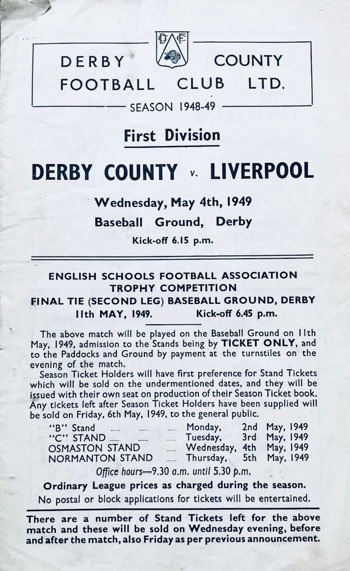 DERBY COUNTY
FOOTBALL CLUB LTD.
SEASON 1948-49
First Division
DERBY COUNTY v. LIVERPOOL
Wednesday, May 4th, 1949
Baseball Ground, Derby
Kick-off 6.15 p.m.
ENGLISH SCHOOLS FOOTBALL ASSOCIATION
TROPHY COMPETITION
FINAL TIE (SECOND LEG) BASEBALL GROUND, DERBY
11th MAY, 1949. Kick-off 6.45 p.m.
The above match will be played on the Baseball Ground on 11th
May, 1949, admission to the Stands being by TICKET ONLY, and
to the Paddocks and Ground by payment at the turnstiles on the
evening of the match.
Season Ticket Holders will have first preference for Stand Tickets
which will be sold on the undermentioned dates, and they will be
issued with their own seat on production of their Season Ticket book.
Any tickets left after Season Ticket Holders have been supplied will
be sold on Friday, 6th May, 1949, to the general public.
"B" Stand .... .... Monday, 2nd May, 1949
"C" STAND .... .... Tuesday, 3rd May, 1949
OSMASTON STAND .... Wednesday, 4th May, 1949
NORMANTON STAND .... Thursday, 5th May, 1949
Office hours—9.30 a.m. until 5.30 p.m.
Ordinary League prices as charged during the season.
No postal or block applications for tickets will be entertained.
There are a number of Stand Tickets left for the above
match and these will be sold on Wednesday evening, before
and after the match, also Friday as per previous announcement.